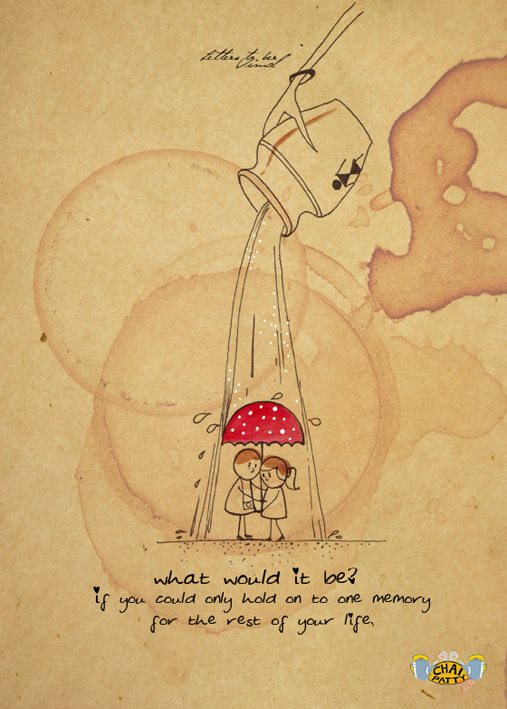 Letters to her
what would it be?
if you could only hold on to one memory
for the rest of your life.
CHAI
PATTY